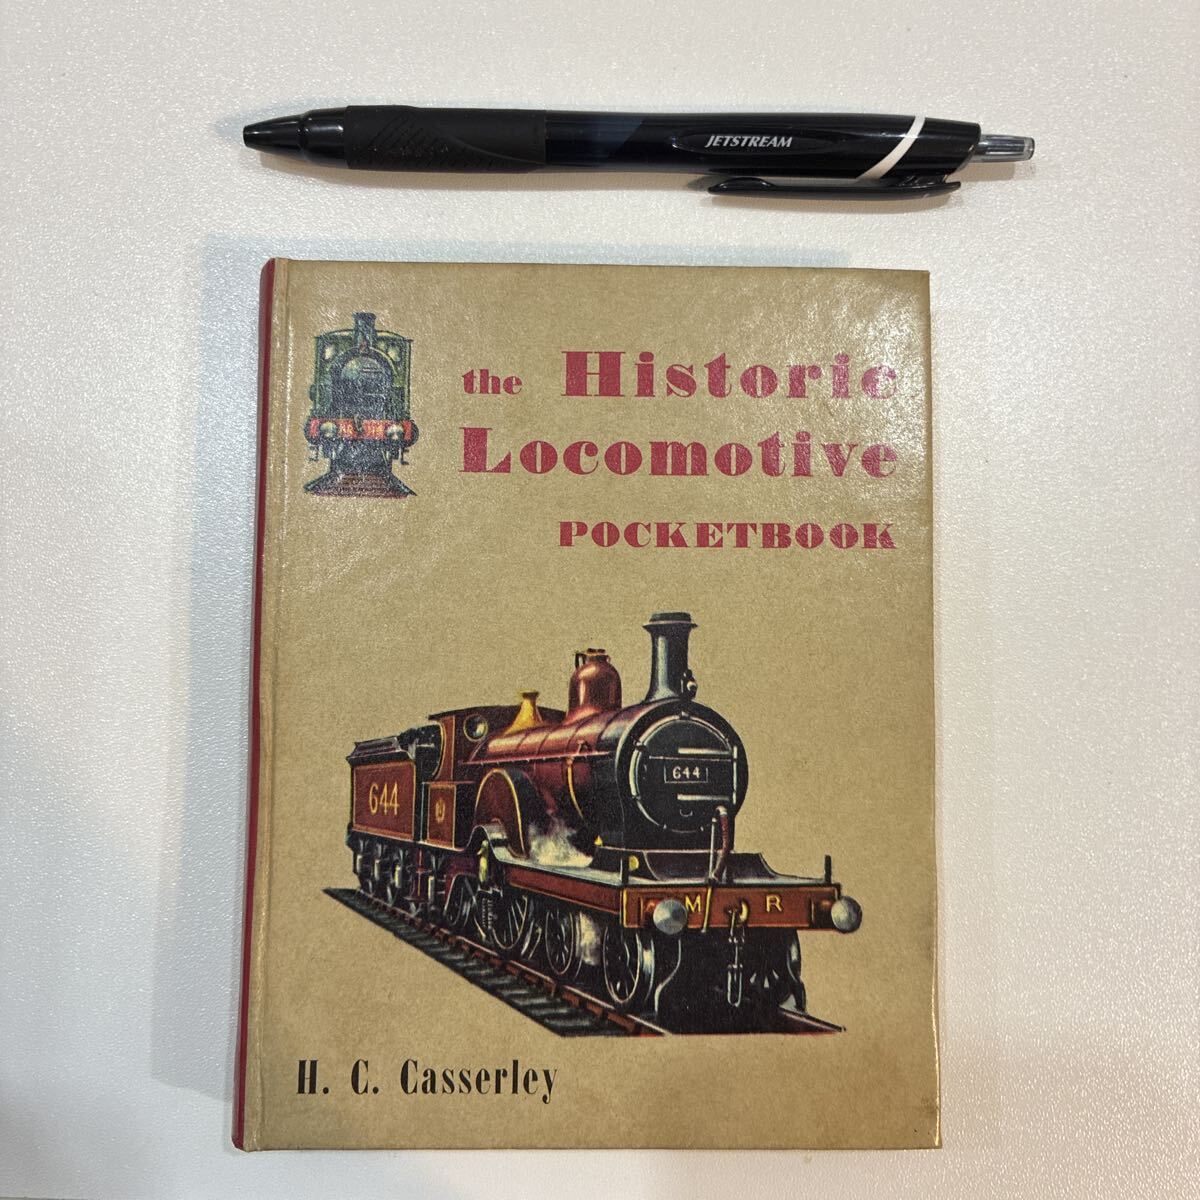 JETSTREAM
the Historic
Locomotive
POCKETBOOK
644
644
M R
H. C. Casserley